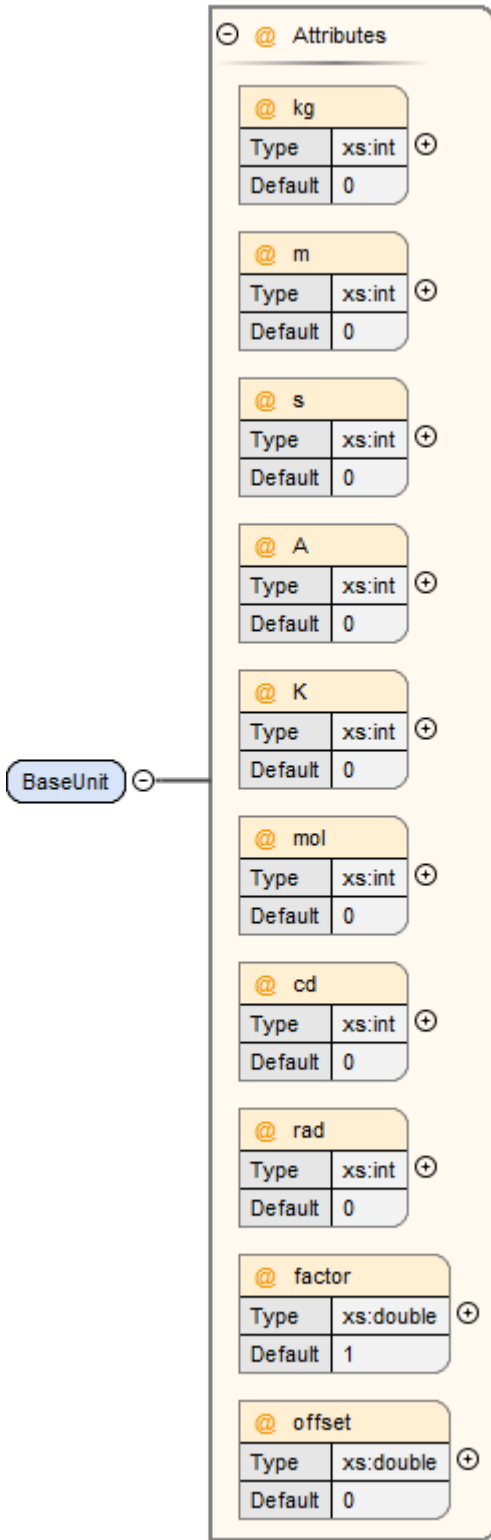 @ Attributes
@ kg
Type xs:int
Default 0
@ m
Type xs:int
Default 0
@ s
Type xs:int
Default 0
@ A
Type xs:int
Default 0
@ K
Type xs:int
Default 0
BaseUnit
@ mol
Type xs:int
Default 0
@ cd
Type xs:int
Default 0
@ rad
Type xs:int
Default 0
@ factor
Type xs:double
Default 1
@ offset
Type xs:double
Default 0